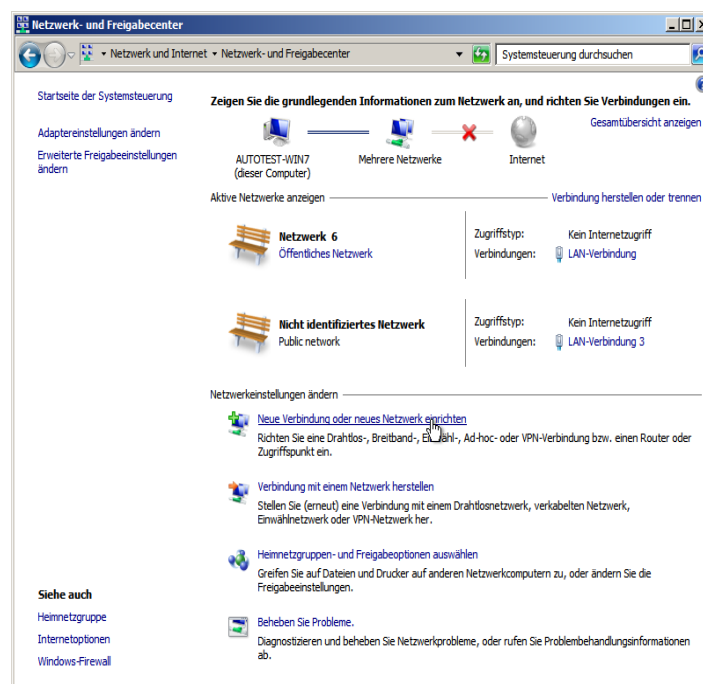 Netzwerk- und Freigabecenter
Netzwerk und Internet Netzwerk- und Freigabecenter
Systemsteuerung durchsuchen
Startseite der Systemsteuerung
Adaptereinstellungen ändern
Erweiterte Freigabeeinstellungen
ändern
Zeigen Sie die grundlegenden Informationen zum Netzwerk an, und richten Sie Verbindungen ein.
Gesamtübersicht anzeigen
AUTOTEST-WIN7 Mehrere Netzwerke Internet
(dieser Computer)
Aktive Netzwerke anzeigen Verbindung herstellen oder trennen
Netzwerk 6
Öffentliches Netzwerk
Zugriffstyp: Kein Internetzugriff
Verbindungen: LAN-Verbindung
Nicht identifiziertes Netzwerk
Public network
Zugriffstyp: Kein Internetzugriff
Verbindungen: LAN-Verbindung 3
Netzwerkeinstellungen ändern
Neue Verbindung oder neues Netzwerk einrichten
Richten Sie eine Drahtlos-, Breitband-, Einwähl-, Ad-hoc- oder VPN-Verbindung bzw. einen Router oder
Zugriffspunkt ein.
Verbindung mit einem Netzwerk herstellen
Stellen Sie (erneut) eine Verbindung mit einem Drahtlosnetzwerk, verkabelten Netzwerk,
Einwählnetzwerk oder VPN-Netzwerk her.
Heimnetzgruppen- und Freigabeoptionen auswählen
Greifen Sie auf Dateien und Drucker auf anderen Netzwerkcomputern zu, oder ändern Sie die
Freigabeeinstellungen.
Beheben Sie Probleme.
Diagnostizieren und beheben Sie Netzwerkprobleme, oder rufen Sie Problembehandlungsinformationen
ab.
Siehe auch
Heimnetzgruppe
Internetoptionen
Windows-Firewall